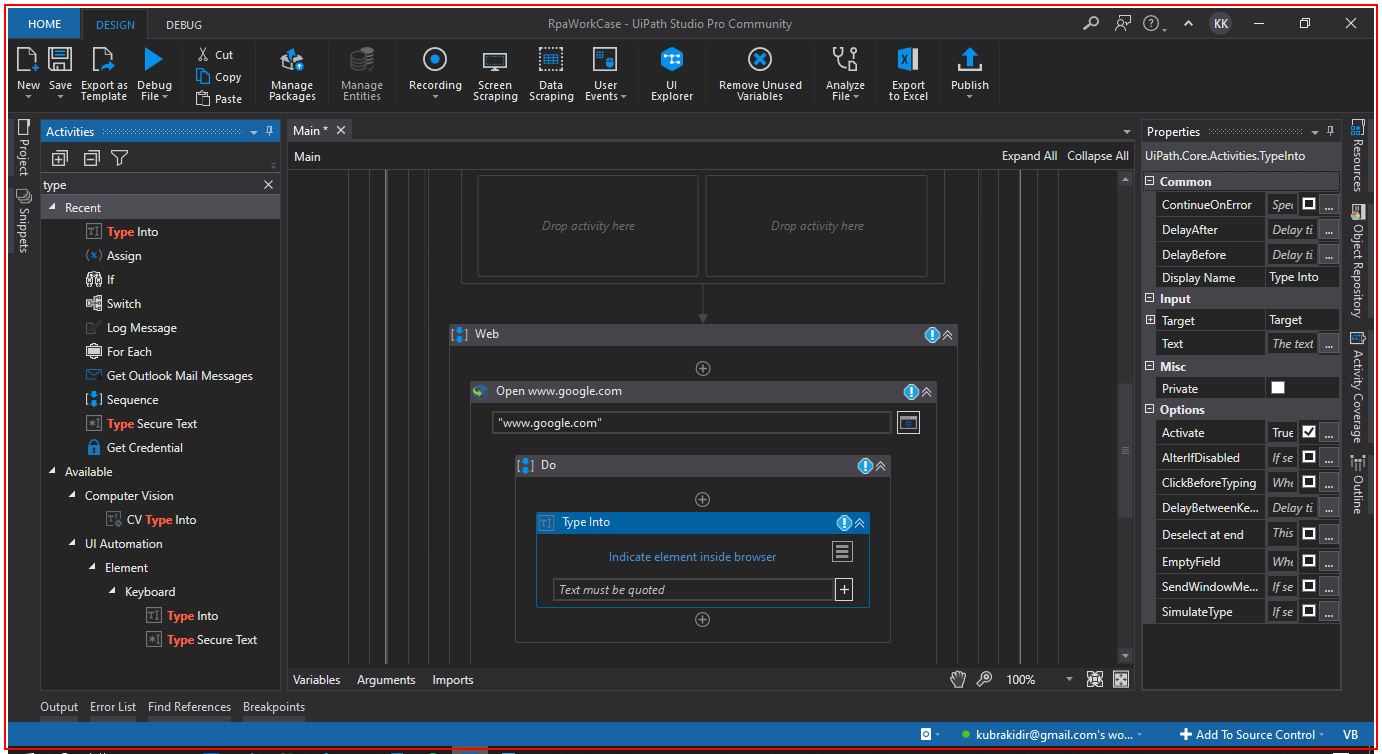 HOME DESIGN DEBUG RpaWorkCase - UiPath Studio Pro Community KK
New Save Export as Template Debug File Cut Copy Paste Manage Packages Manage Entities Recording Screen Scraping Data Scraping User Events UI Explorer Remove Unused Variables Analyze File Export to Excel Publish
Project
Snippets
Activities
type
Recent
Type Into
Assign
If
Switch
Log Message
For Each
Get Outlook Mail Messages
Sequence
Type Secure Text
Get Credential
Available
Computer Vision
CV Type Into
UI Automation
Element
Keyboard
Type Into
Type Secure Text
Main *
Main Expand All Collapse All
Drop activity here Drop activity here
Web
Open www.google.com
"www.google.com"
Do
Type Into
Indicate element inside browser
Text must be quoted
Variables Arguments Imports 100%
Properties
UiPath.Core.Activities.TypeInto
Common
ContinueOnError Spec ...
DelayAfter Delay ti ...
DelayBefore Delay ti ...
Display Name Type Into
Input
Target Target
Text The text ...
Misc
Private
Options
Activate True ...
AlterIfDisabled If se ...
ClickBeforeTyping Whe ...
DelayBetweenKe... Delay ti ...
Deselect at end This ...
EmptyField Whe ...
SendWindowMe... If se ...
SimulateType If se ...
Resources
Object Repository
Activity Coverage
Outline
Output Error List Find References Breakpoints
kubrakidir@gmail.com's wo... Add To Source Control VB